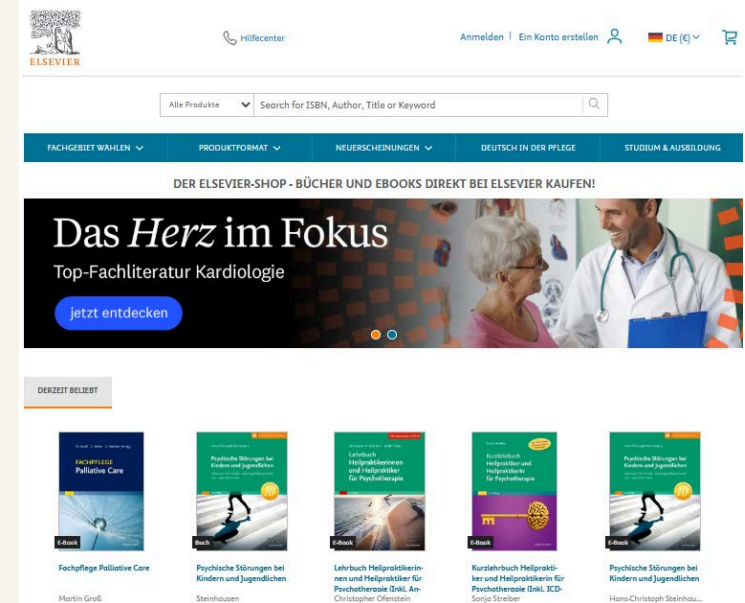 ELSEVIER
Hilfecenter
Anmelden | Ein Konto erstellen
DE (€)
Alle Produkte
Search for ISBN, Author, Title or Keyword
FACHGEBIET WÄHLEN
PRODUKTFORMAT
NEUERSCHEINUNGEN
DEUTSCH IN DER PFLEGE
STUDIUM & AUSBILDUNG
DER ELSEVIER-SHOP - BÜCHER UND EBOOKS DIREKT BEI ELSEVIER KAUFEN!
Das Herz im Fokus
Top-Fachliteratur Kardiologie
jetzt entdecken
DERZEIT BELIEBT
FACHPFLEGE
Palliative Care
E-Book
Psychische Störungen bei
Kindern und Jugendlichen
10
Buch
Lehrbuch
Heilpraktikerinnen
und Heilpraktiker
für Psychotherapie
E-Book
Kurzlehrbuch
Heilpraktiker und
Heilpraktikerin
für Psychotherapie
E-Book
Psychische Störungen bei
Kindern und Jugendlichen
10
E-Book
Fachpflege Palliative Care
Martin Groß
Psychische Störungen bei
Kindern und Jugendlichen
Steinhausen
Lehrbuch Heilpraktikerin-
nen und Heilpraktiker für
Psychotherapie (Inkl. An-
Christopher Ofenstein
Kurzlehrbuch Heilprakti-
ker und Heilpraktikerin für
Psychotherapie (Inkl. ICD-
Sonja Streiber
Psychische Störungen bei
Kindern und Jugendlichen
Hans-Christoph Steinhau...